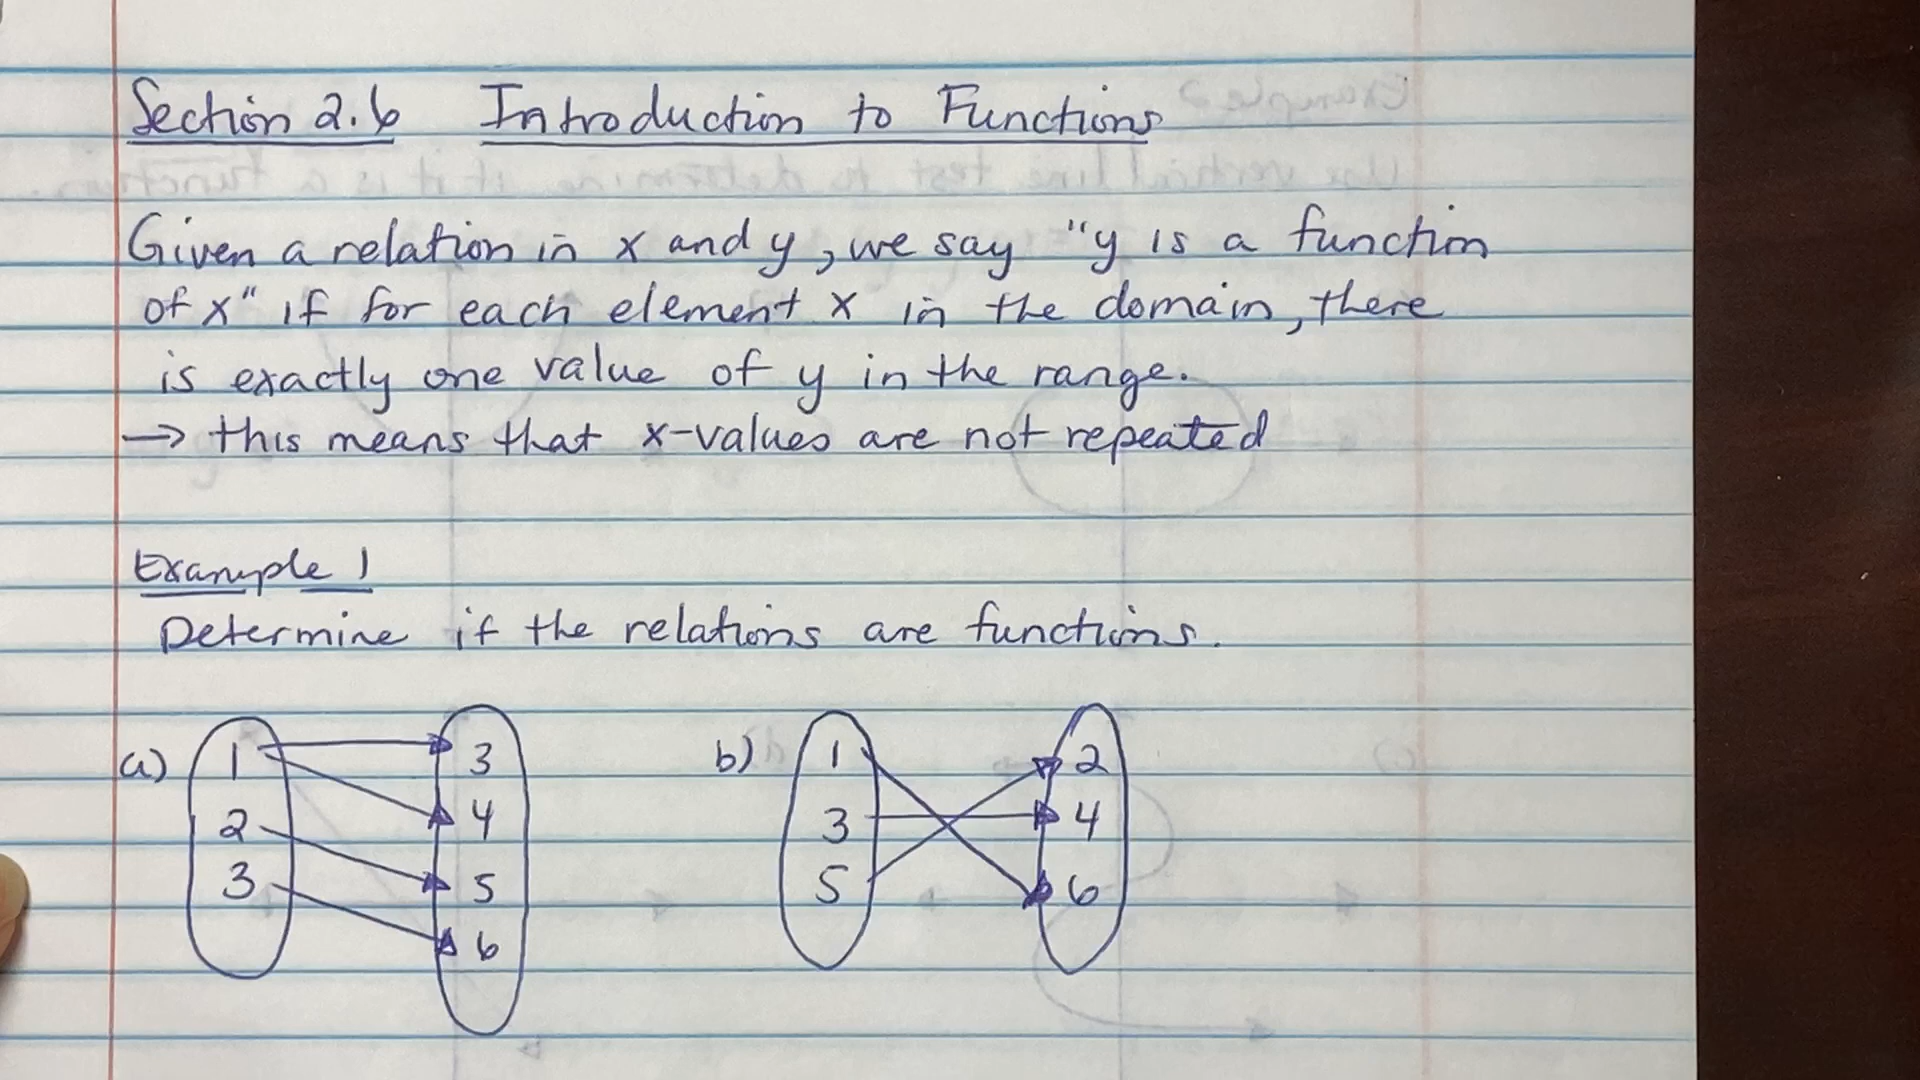 Section 2.6 Introduction to Functions
Given a relation in x and y, we say "y is a function
of x" if for each element x in the domain, there
is exactly one value of y in the range.
→ this means that x-values are not repeated
Example 1
Determine if the relations are functions.
a) 1 2 3 3 4 5 6
b) 1 3 5 2 4 6